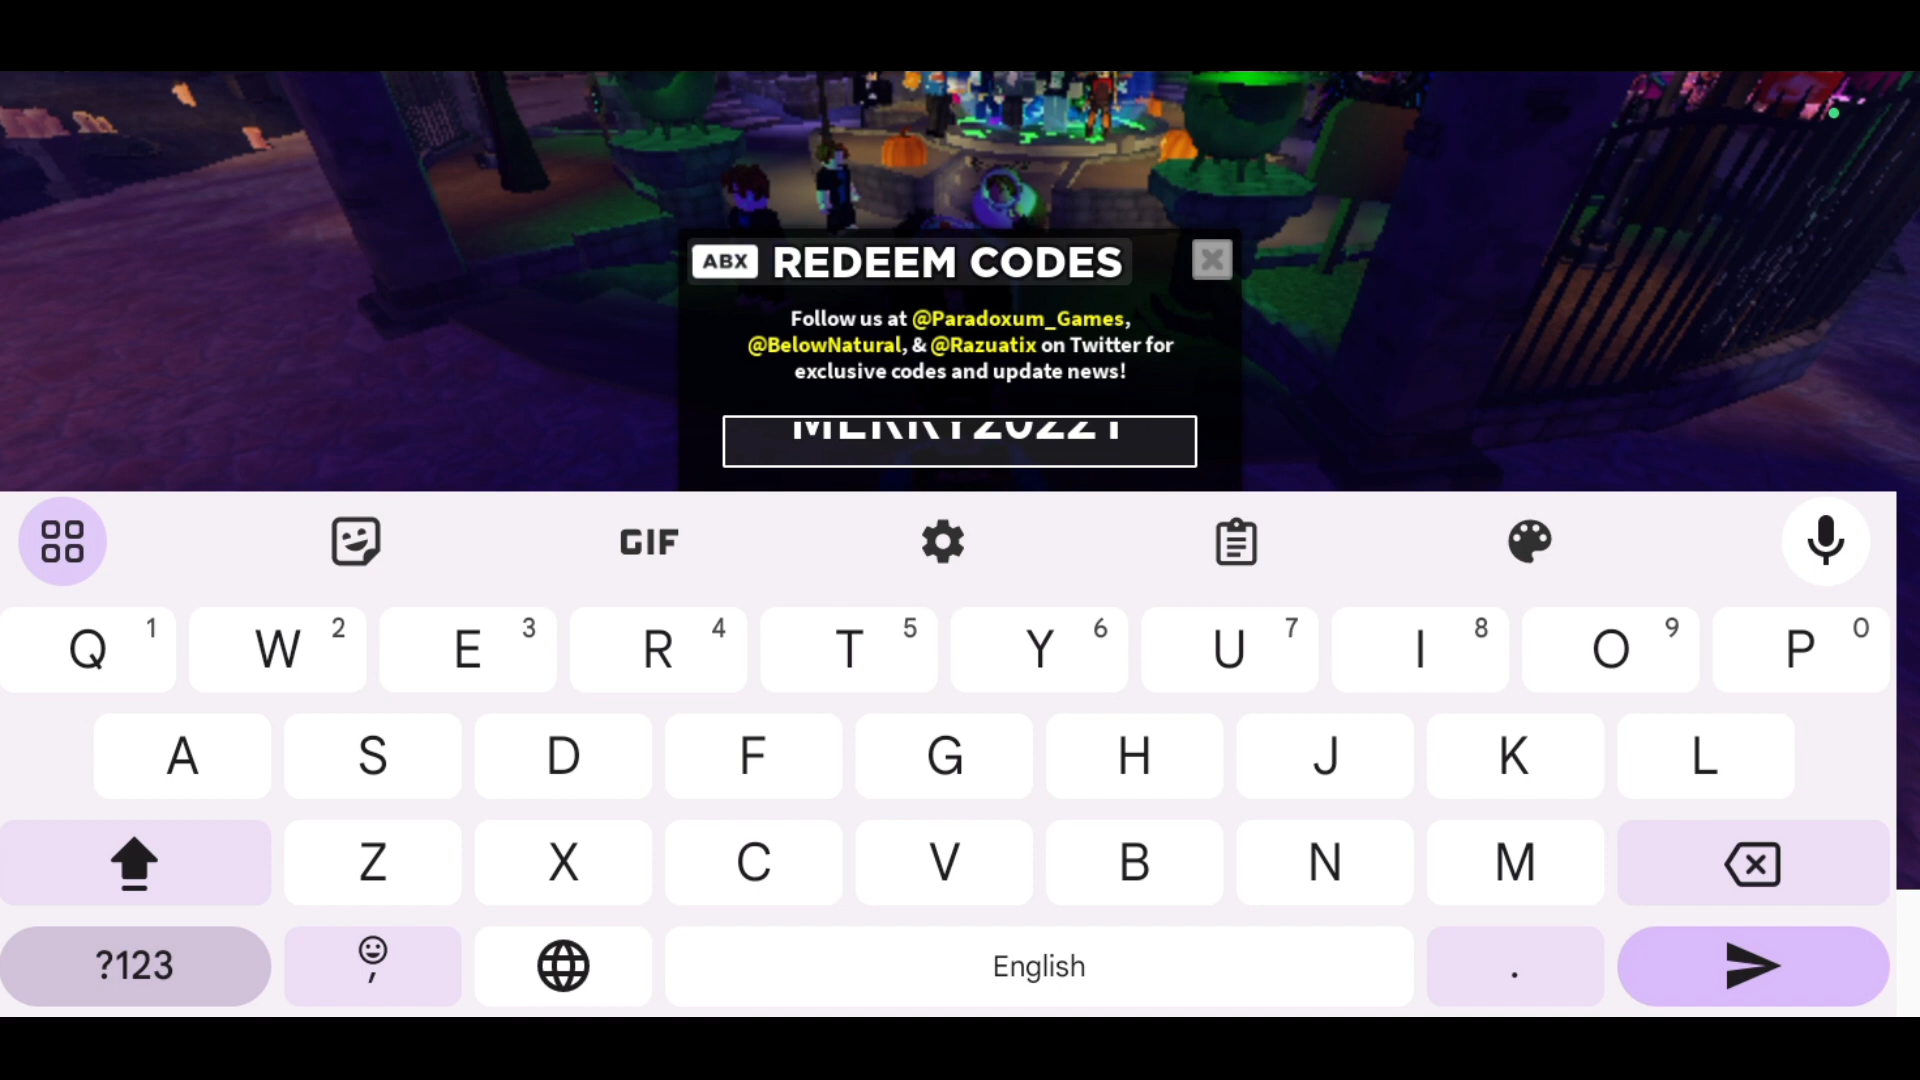 ABX REDEEM CODES
Follow us at @Paradoxum_Games,
@BelowNatural, & @Razuatix on Twitter for
exclusive codes and update news!
GIF
Q 1 W 2 E 3 R 4 T 5 Y 6 U 7 I 8 O 9 P 0
A S D F G H J K L
Z X C V B N M
?123 , English .